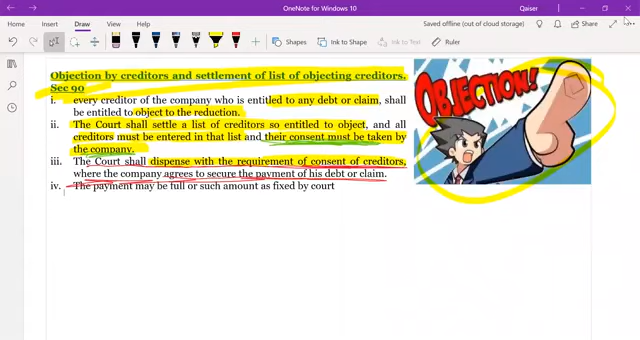 OneNote for Windows 10
Qaiser
Home
Insert
Draw
View
Help
Saved offline (out of cloud storage)
Ink to Shape
Ink to Text
Ruler
Objection by creditors and settlement of list of objecting creditors.
Sec 90
i. every creditor of the company who is entitled to any debt or claim, shall
be entitled to object to the reduction.
ii. The Court shall settle a list of creditors so entitled to object, and all
creditors must be entered in that list and their consent must be taken by
the company.
iii. The Court shall dispense with the requirement of consent of creditors,
where the company agrees to secure the payment of his debt or claim.
iv. The payment may be full or such amount as fixed by court
OBJECTION!